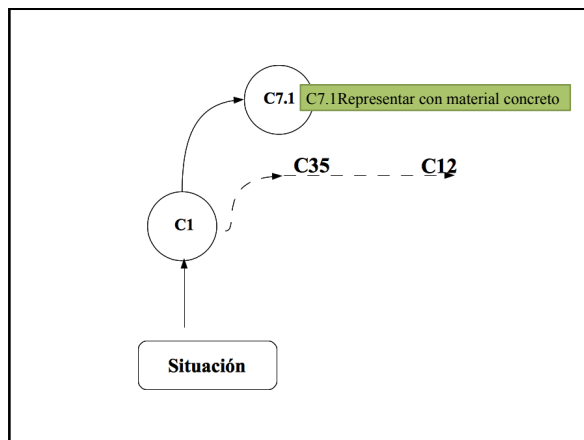 C7.1
C7.1Representar con material concreto
C35
C12
C1
Situación